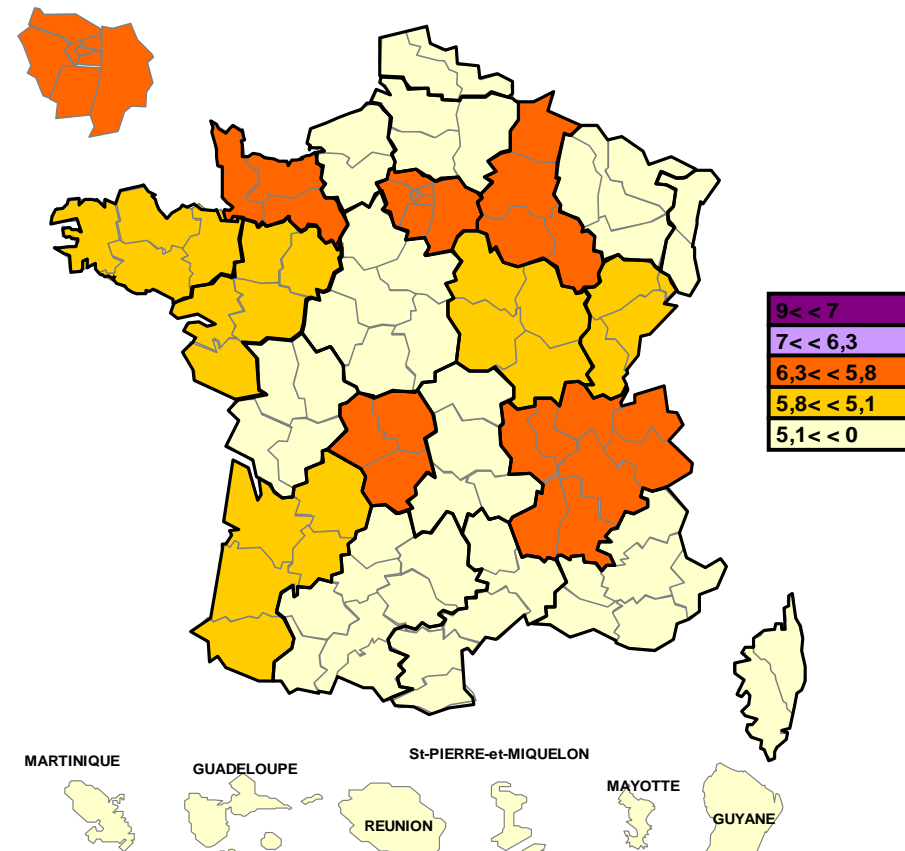 9< < 7
7< < 6,3
6,3< < 5,8
5,8< < 5,1
5,1< < 0
St-PIERRE-et-MIQUELON
MARTINIQUE
GUADELOUPE
MAYOTTE
REUNION
GUYANE